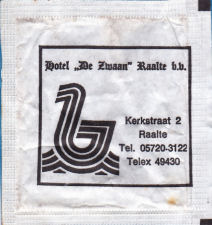 Hotel „De Zwaan" Raalte b.v.
Kerkstraat 2
Raalte
Tel. 05720-3122
Telex 49430